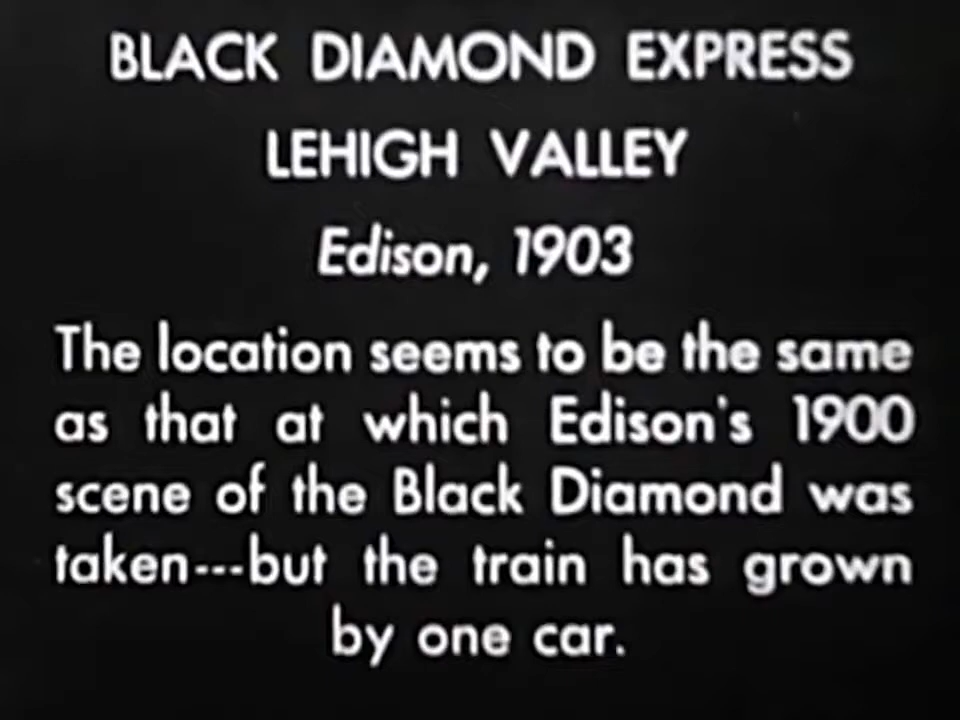 BLACK DIAMOND EXPRESS
LEHIGH VALLEY
Edison, 1903
The location seems to be the same
as that at which Edison's 1900
scene of the Black Diamond was
taken---but the train has grown
by one car.